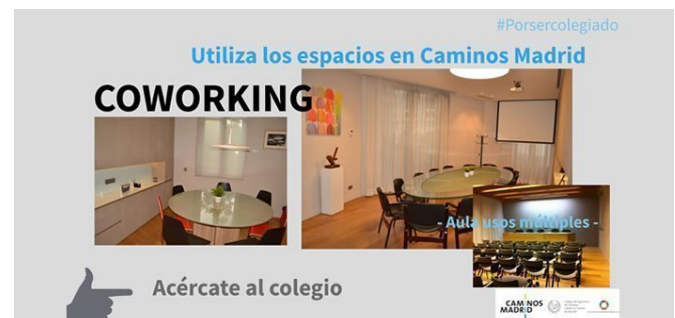 #Porsercolegiado
Utiliza los espacios en Caminos Madrid
COWORKING
- Aula usos múltiples -
Acércate al colegio
CAMINOS
MADRID